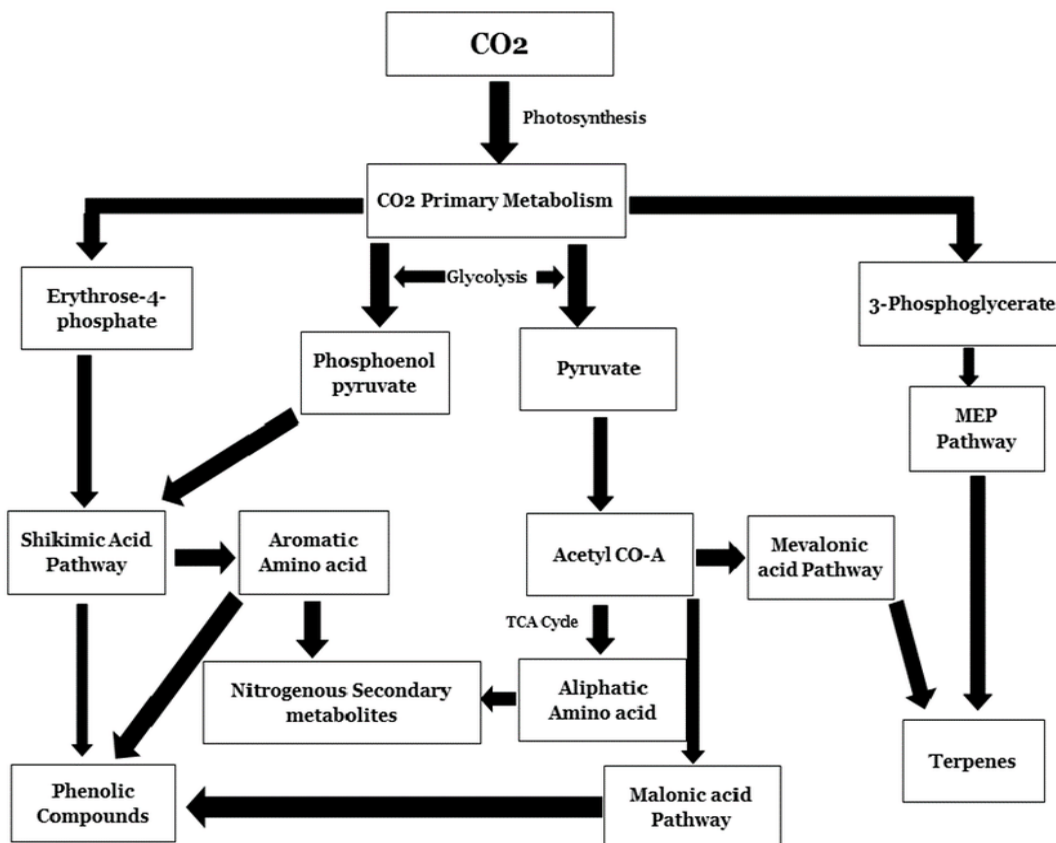 CO2
Photosynthesis
CO2 Primary Metabolism
Glycolysis
Erythrose-4-
phosphate
3-Phosphoglycerate
Phosphoenol
pyruvate
Pyruvate
MEP
Pathway
Shikimic Acid
Pathway
Aromatic
Amino acid
Acetyl CO-A
Mevalonic
acid Pathway
TCA Cycle
Nitrogenous Secondary
metabolites
Aliphatic
Amino acid
Terpenes
Phenolic
Compounds
Malonic acid
Pathway